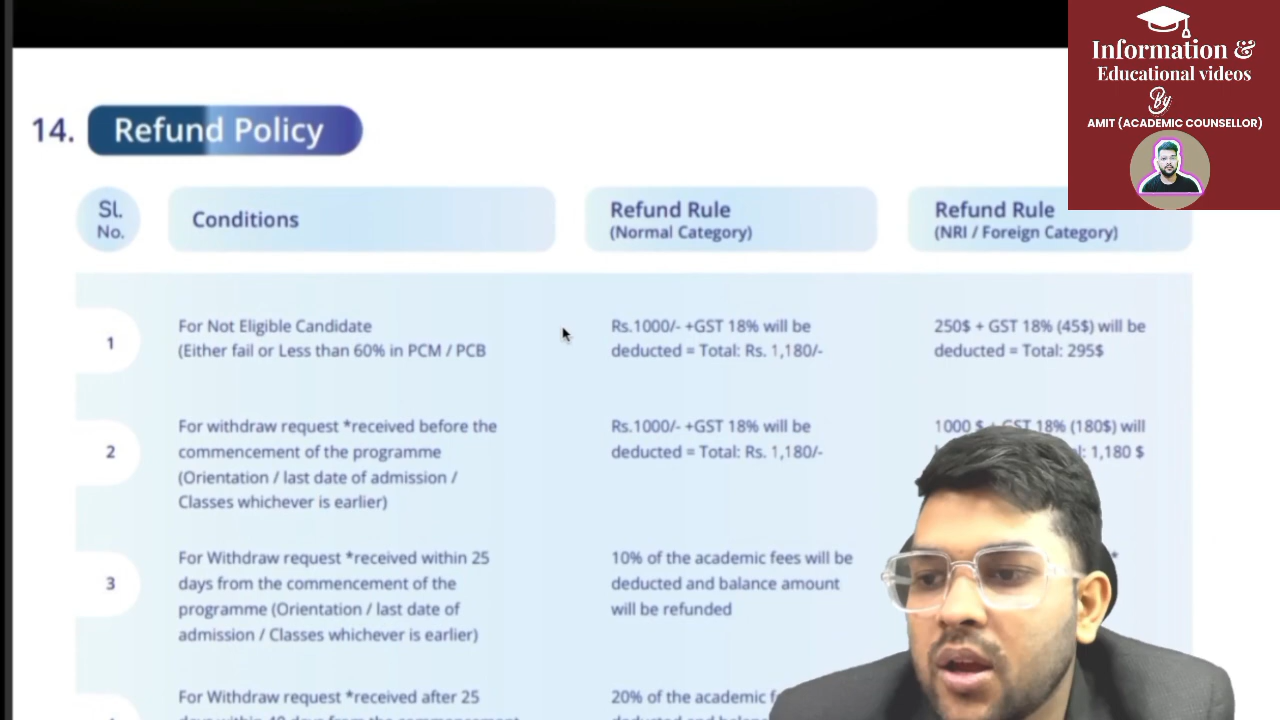 Information &
Educational videos
By
AMIT (ACADEMIC COUNSELLOR)
14. Refund Policy
Sl. No.
Conditions
Refund Rule
(Normal Category)
Refund Rule
(NRI / Foreign Category)
1
For Not Eligible Candidate
(Either fail or Less than 60% in PCM / PCB
Rs.1000/- +GST 18% will be
deducted = Total: Rs. 1,180/-
250$ + GST 18% (45$) will be
deducted = Total: 295$
2
For withdraw request *received before the
commencement of the programme
(Orientation / last date of admission /
Classes whichever is earlier)
Rs.1000/- +GST 18% will be
deducted = Total: Rs. 1,180/-
1000 $ + GST 18% (180$) will
1,180 $
3
For Withdraw request *received within 25
days from the commencement of the
programme (Orientation / last date of
admission / Classes whichever is earlier)
10% of the academic fees will be
deducted and balance amount
will be refunded
For Withdraw request *received after 25
20% of the academic